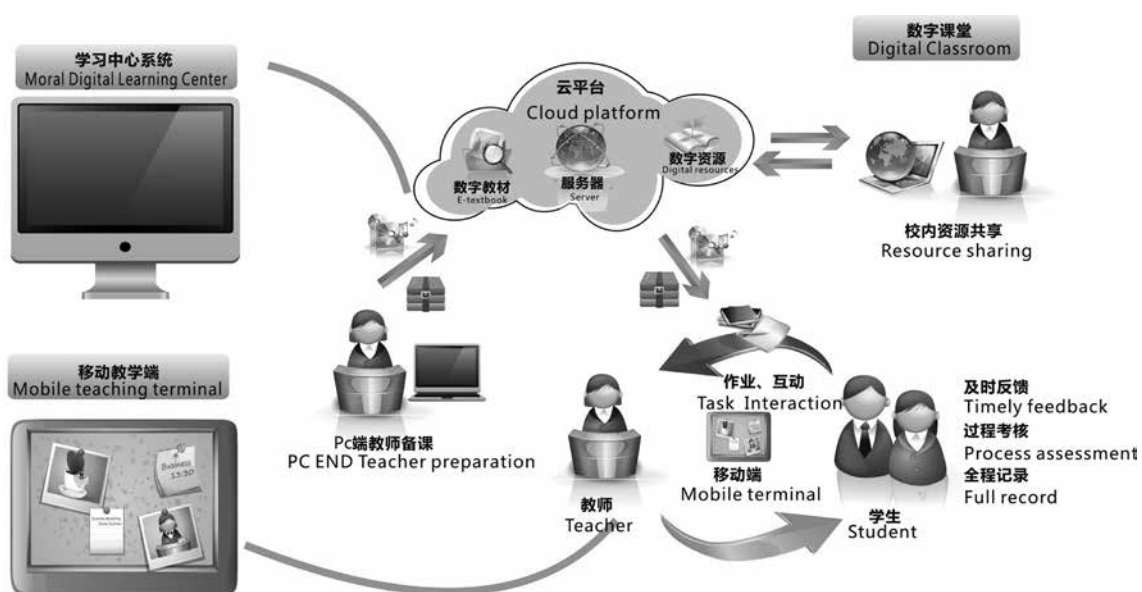 学习中心系统
Moral Digital Learning Center
云平台
Cloud platform
数字教材
E-textbook
服务器
Server
数字资源
Digital resources
数字课堂
Digital Classroom
校内资源共享
Resource sharing
移动教学端
Mobile teaching terminal
Business
13:30
Pc端教师备课
PC END Teacher preparation
作业、互动
Task Interaction
移动端
Mobile terminal
教师
Teacher
学生
Student
及时反馈
Timely feedback
过程考核
Process assessment
全程记录
Full record